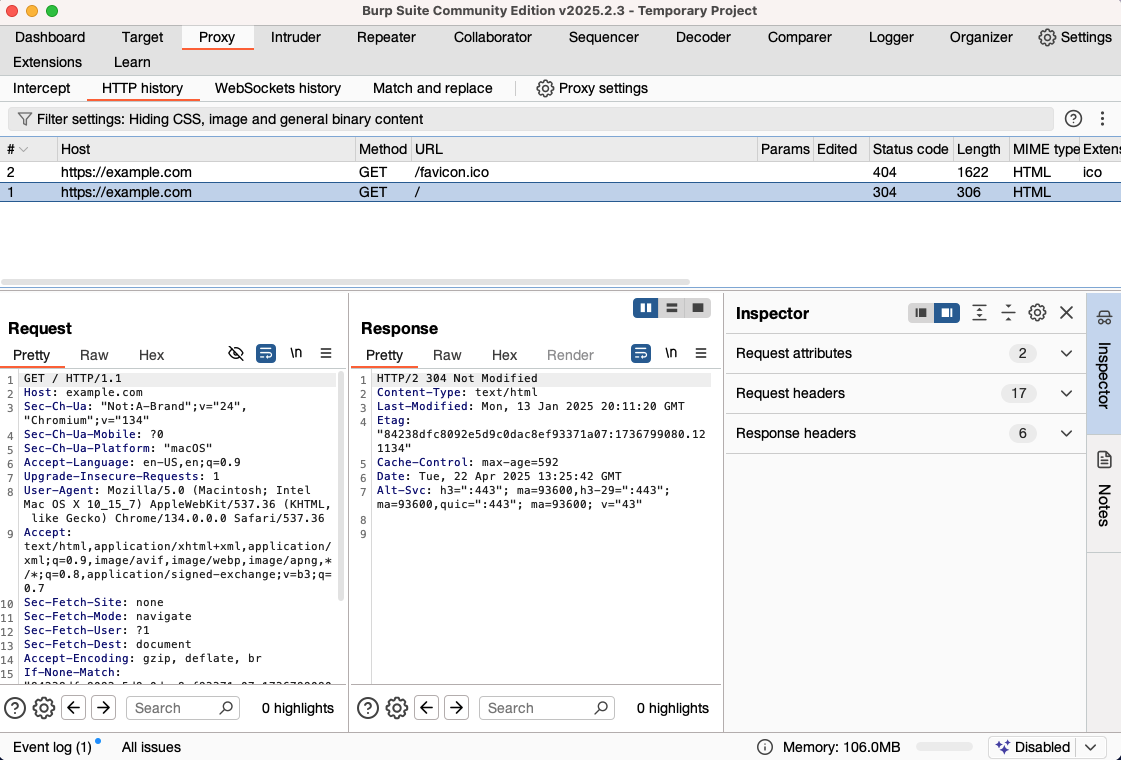 Burp Suite Community Edition v2025.2.3 - Temporary Project
Dashboard Target Proxy Intruder Repeater Collaborator Sequencer Decoder Comparer Logger Organizer Settings
Extensions Learn
Intercept HTTP history WebSockets history Match and replace Proxy settings
Filter settings: Hiding CSS, image and general binary content
# Host Method URL Params Edited Status code Length MIME type Extens
2 https://example.com GET /favicon.ico 404 1622 HTML ico
1 https://example.com GET / 304 306 HTML
Request
Pretty Raw Hex \n
1 GET / HTTP/1.1
2 Host: example.com
3 Sec-Ch-Ua: "Not:A-Brand";v="24",
"Chromium";v="134"
4 Sec-Ch-Ua-Mobile: ?0
5 Sec-Ch-Ua-Platform: "macOS"
6 Accept-Language: en-US,en;q=0.9
7 Upgrade-Insecure-Requests: 1
8 User-Agent: Mozilla/5.0 (Macintosh; Intel
Mac OS X 10_15_7) AppleWebKit/537.36 (KHTML,
like Gecko) Chrome/134.0.0.0 Safari/537.36
9 Accept:
text/html,application/xhtml+xml,application/
xml;q=0.9,image/avif,image/webp,image/apng,*
/*;q=0.8,application/signed-exchange;v=b3;q=
0.7
10 Sec-Fetch-Site: none
11 Sec-Fetch-Mode: navigate
12 Sec-Fetch-User: ?1
13 Sec-Fetch-Dest: document
14 Accept-Encoding: gzip, deflate, br
15 If-None-Match:
Search 0 highlights
Response
Pretty Raw Hex Render \n
1 HTTP/2 304 Not Modified
2 Content-Type: text/html
3 Last-Modified: Mon, 13 Jan 2025 20:11:20 GMT
4 Etag:
"84238dfc8092e5d9c0dac8ef93371a07:1736799080.12
1134"
5 Cache-Control: max-age=592
6 Date: Tue, 22 Apr 2025 13:25:42 GMT
7 Alt-Svc: h3=":443"; ma=93600,h3-29=":443";
ma=93600,quic=":443"; ma=93600; v="43"
8
9
Search 0 highlights
Inspector
Request attributes 2
Request headers 17
Response headers 6
Inspector
Notes
Event log (1) All issues Memory: 106.0MB Disabled